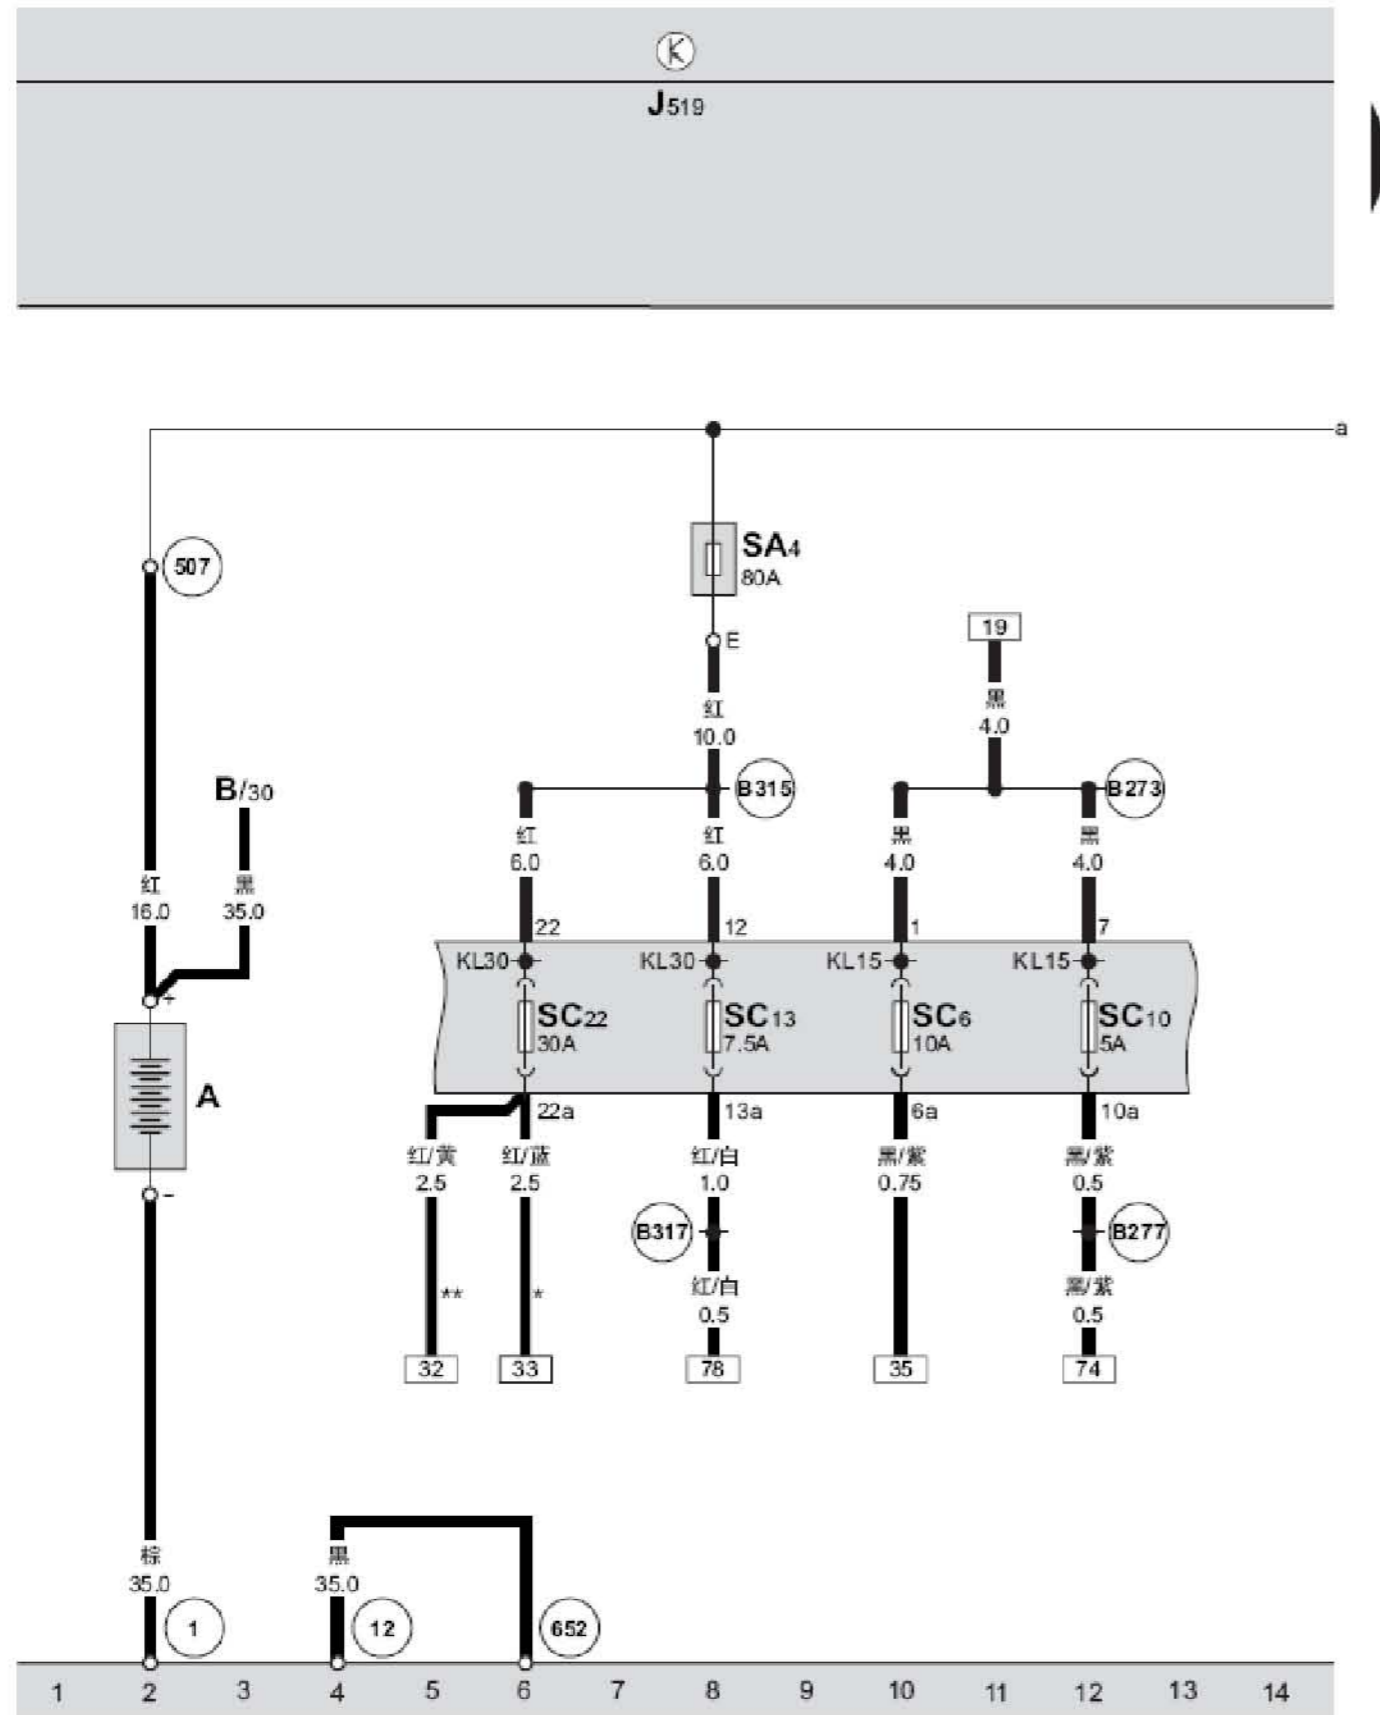 K
J519
a
507
SA4
80A
E
19
红
10.0
黑
4.0
B/30
B315
B273
红
16.0
黑
35.0
红
6.0
红
6.0
黑
4.0
黑
4.0
22
12
1
7
KL30
KL30
KL15
KL15
+
SC22
30A
SC13
7.5A
SC6
10A
SC10
5A
A
22a
13a
6a
10a
红/黄
2.5
红/蓝
2.5
红/白
1.0
黑/紫
0.75
黑/紫
0.5
-
B317
B277
**
*
红/白
0.5
黑/紫
0.5
32
33
78
35
74
棕
35.0
黑
35.0
1
12
652
1 2 3 4 5 6 7 8 9 10 11 12 13 14